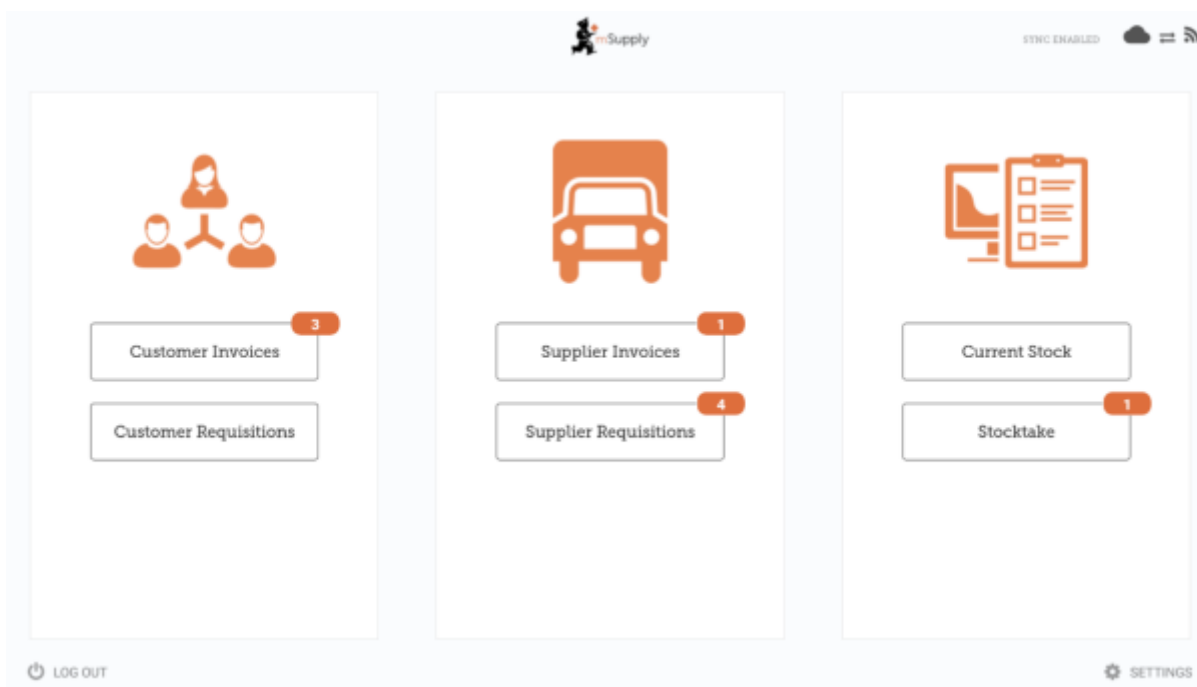 mSupply
SYNC ENABLED
3
Customer Invoices
Customer Requisitions
1
Supplier Invoices
4
Supplier Requisitions
Current Stock
1
Stocktake
LOG OUT
SETTINGS